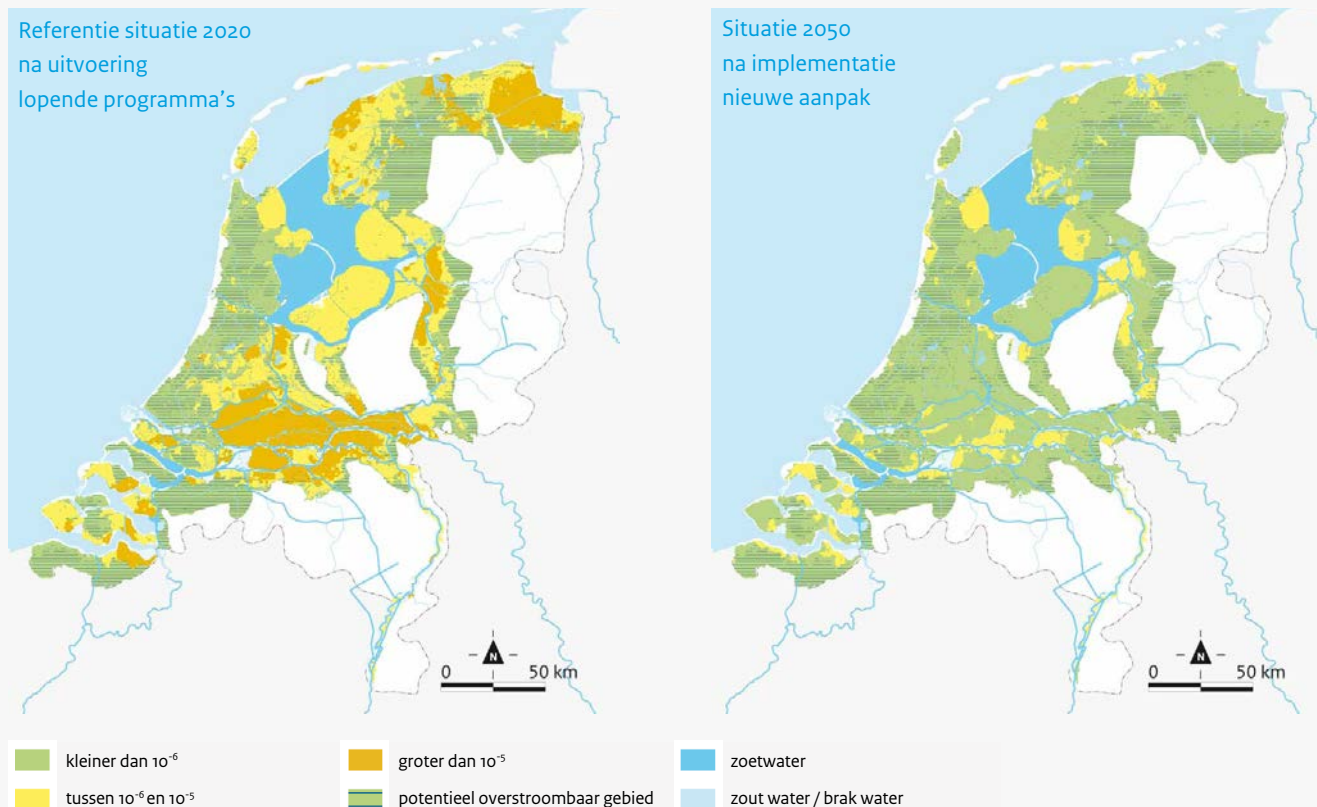 Referentie situatie 2020
na uitvoering
lopende programma's
Situatie 2050
na implementatie
nieuwe aanpak
N
0 50 km
N
0 50 km
kleiner dan 10⁻⁶
groter dan 10⁻⁵
zoetwater
tussen 10⁻⁶ en 10⁻⁵
potentieel overstroombaar gebied
zout water / brak water